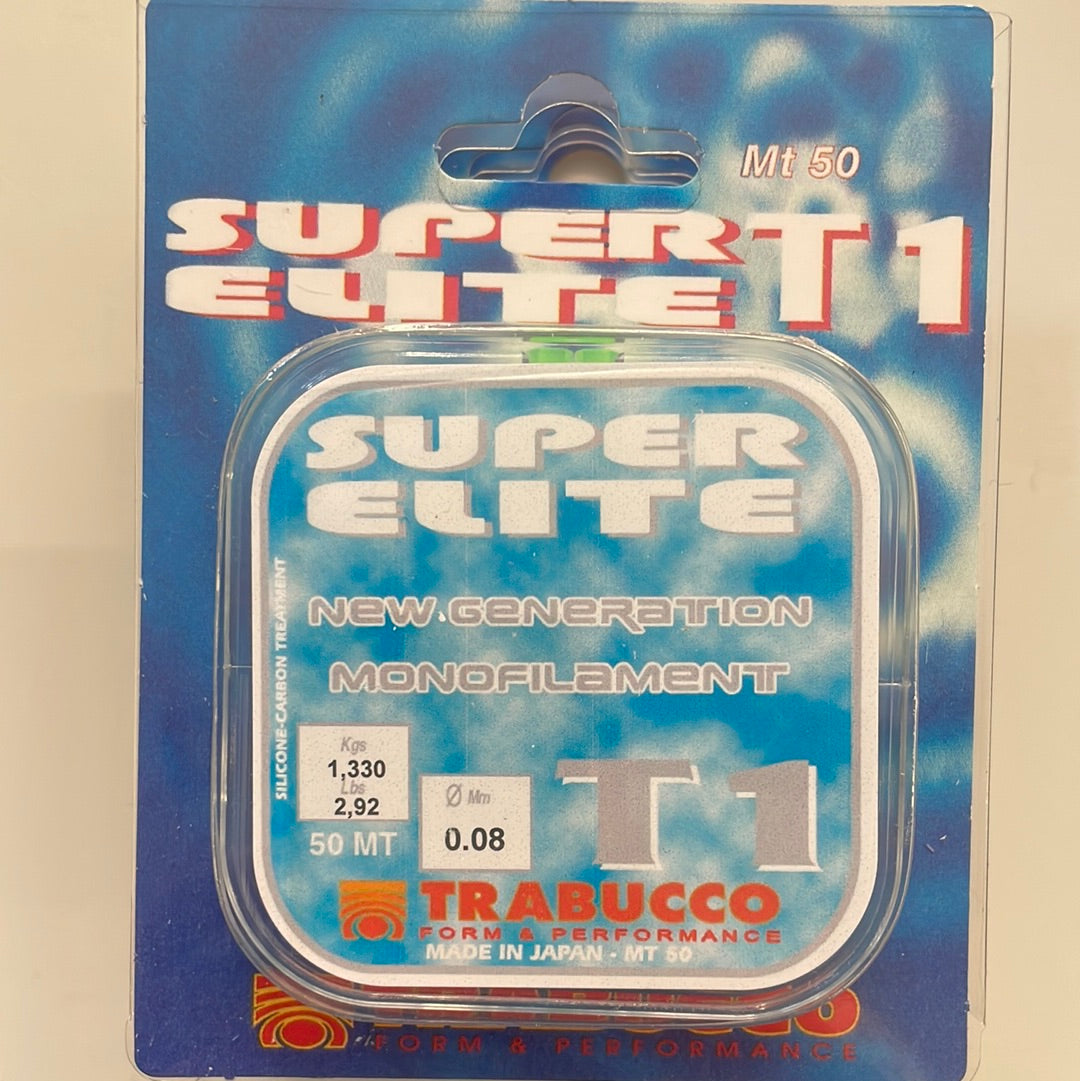 Mt 50
SUPER T1
ELITE
SUPER
ELITE
NEW GENERATION
MONOFILAMENT
SILICONE-CARBON TREATMENT
Kgs
1,330
Lbs
2,92
50 MT
Ø Mm
0.08
T1
TRABUCCO
FORM & PERFORMANCE
MADE IN JAPAN - MT 50
FORM & PERFORMANCE